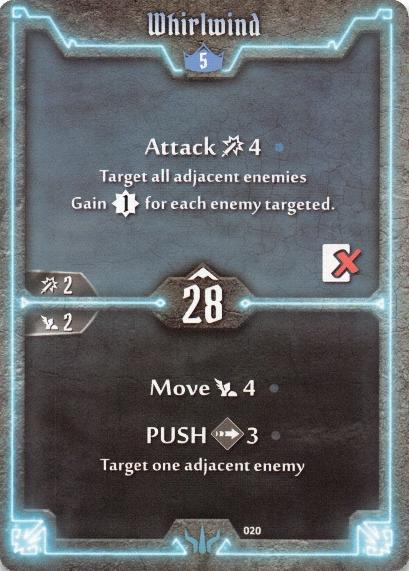 Whirlwind
5
Attack 4
Target all adjacent enemies
Gain 1 for each enemy targeted.
2
28
2
Move 4
PUSH 3
Target one adjacent enemy
020